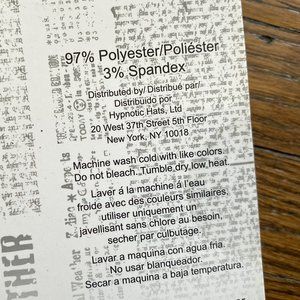 97% Polyester/Poliéster
3% Spandex
Distributed by/ Distribué par/
Distribuido por
Hypnotic Hats, Ltd
20 West 37th Street 5th Floor
New York, NY 10018
Machine wash cold with like colors.
Do not bleach. Tumble dry low heat.
Laver á la machine á l'eau
froide avec des couleurs similaires,
utiliser uniquement un
javellisant sans chlore au besoin,
secher par culbutage.
Lavar a maquina con agua fria.
No usar blanqueador.
Secar a maquina a baja temperatura.